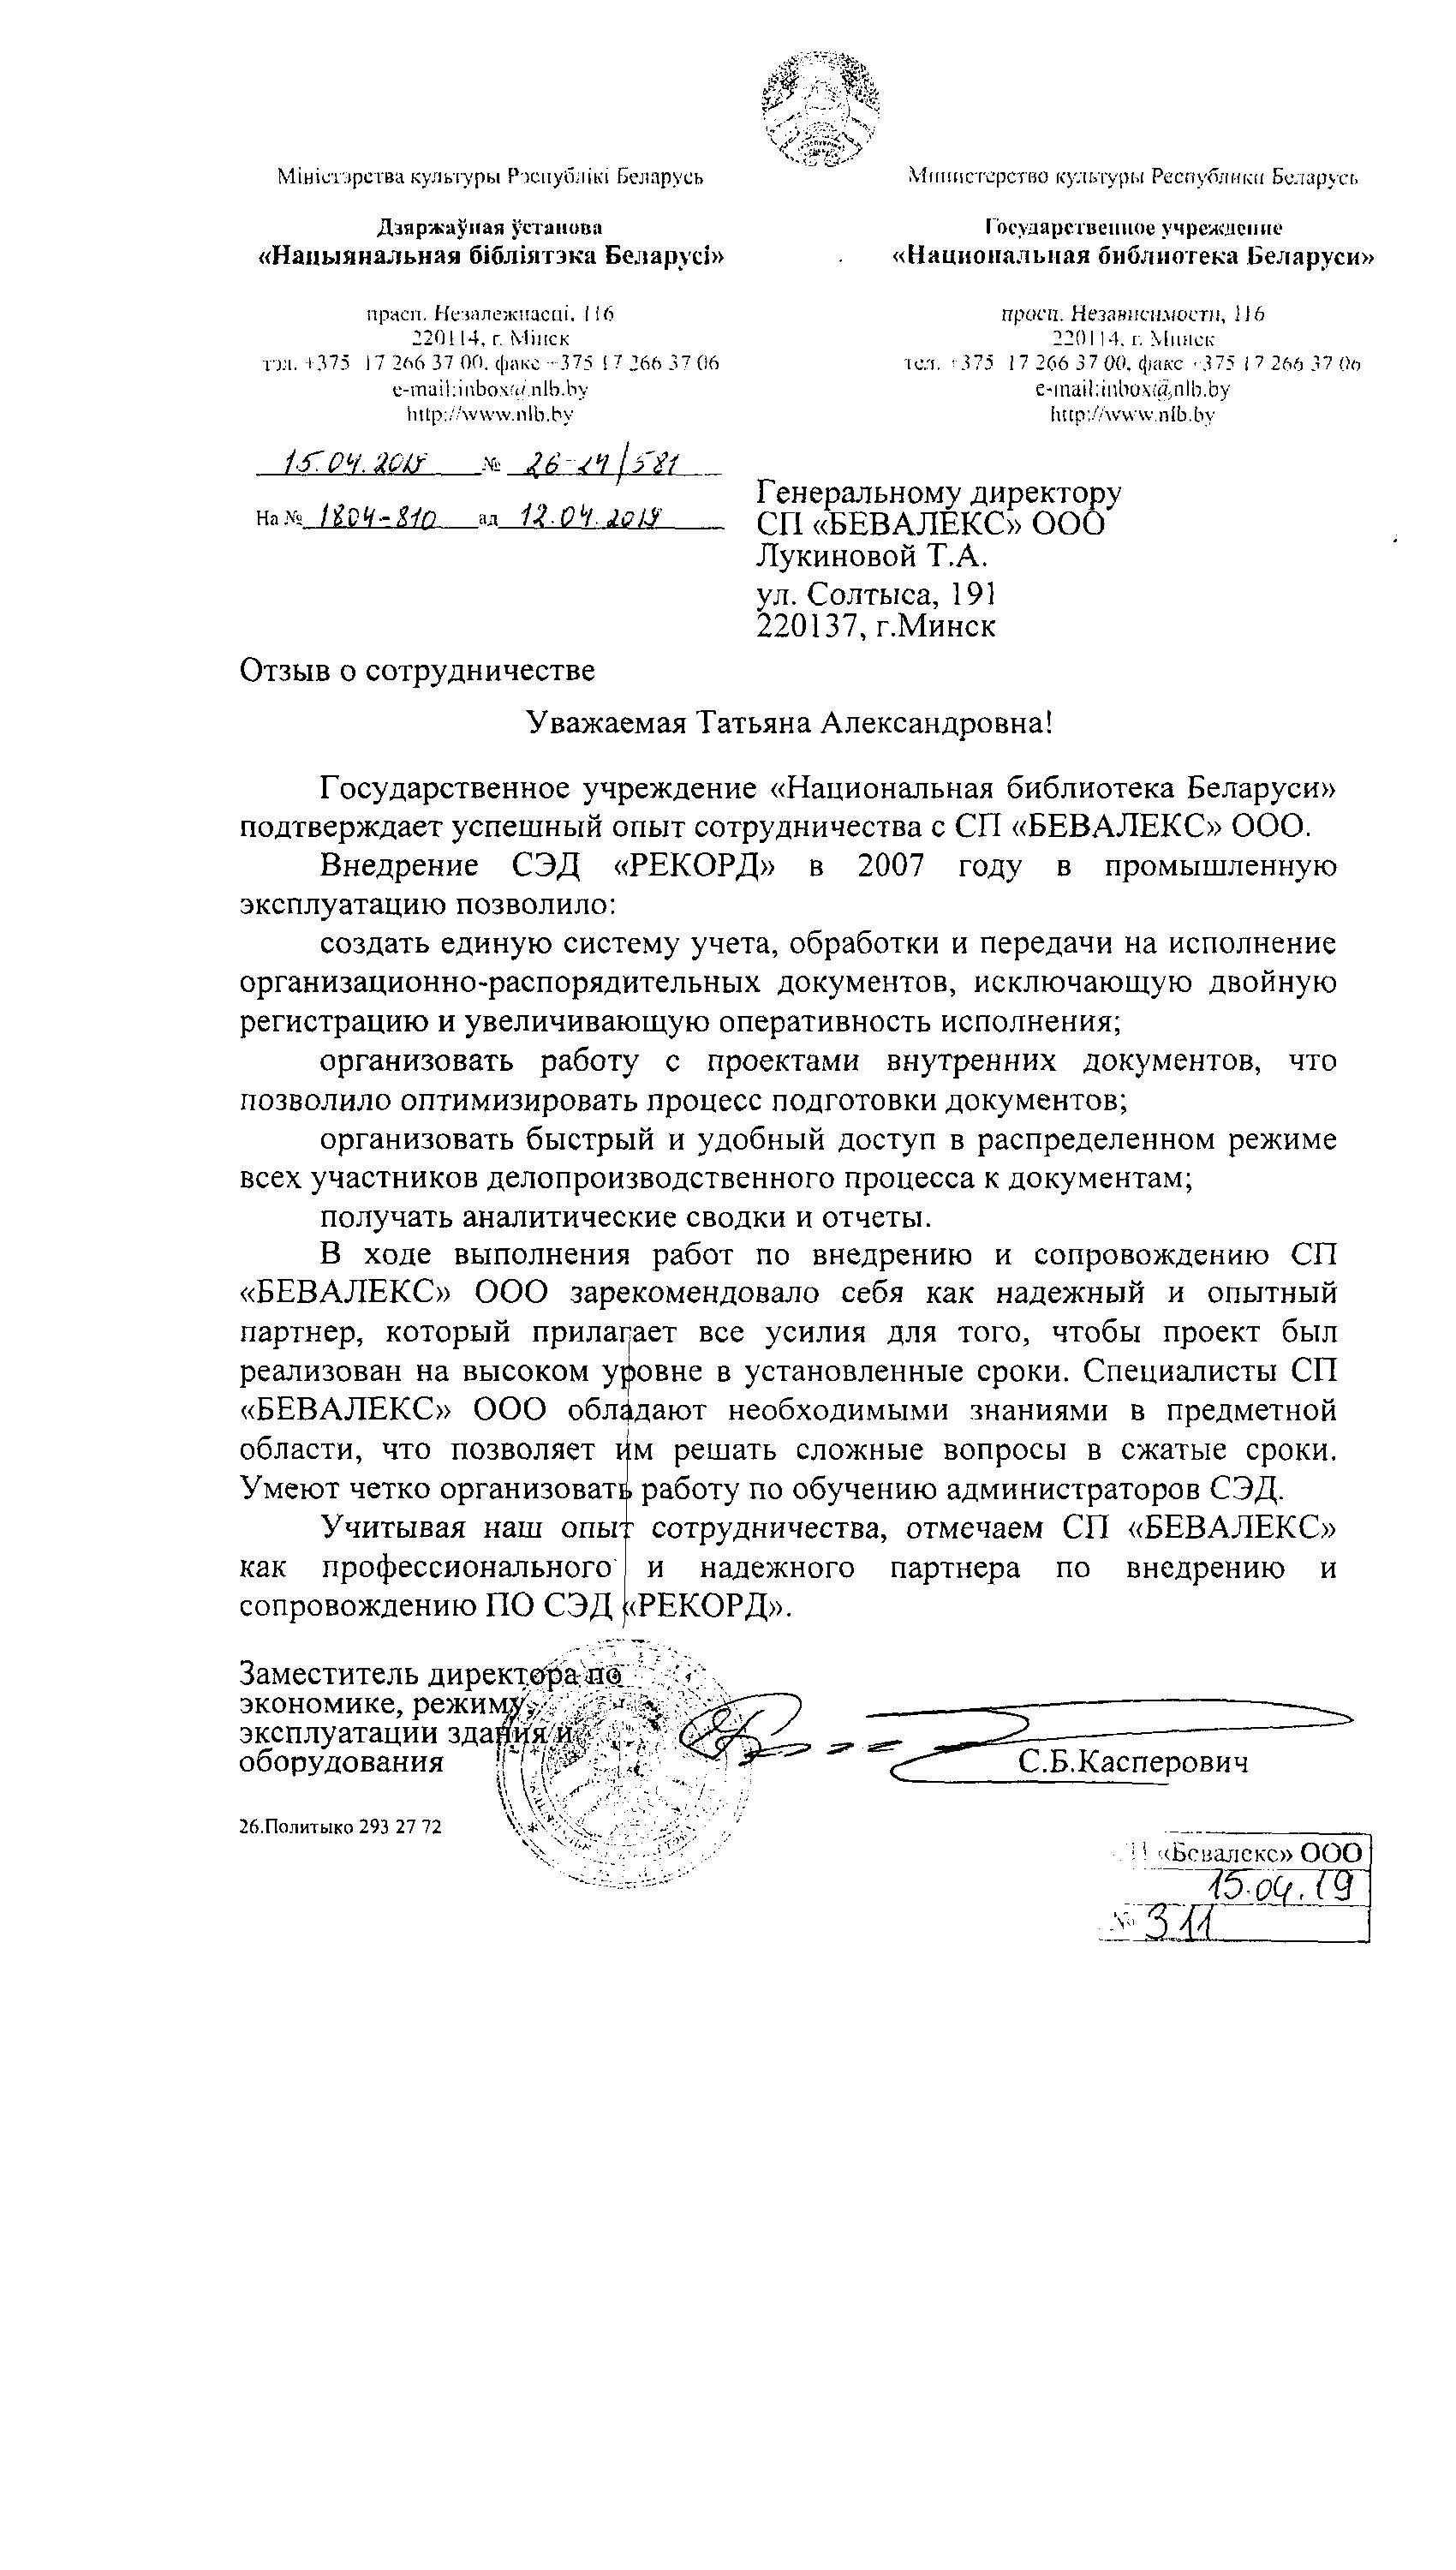 Міністэрства культуры Рэспублікі Беларусь
Дзяржаўная ўстанова
«Нацыянальная бібліятэка Беларусі»
прасп. Незалежнасці, 116
220114, г. Мінск
тэл. +375 17 266 37 00, факс +375 17 266 37 06
e-mail:inbox@nlb.by
http://www.nlb.by
Министерство культуры Республики Беларусь
Государственное учреждение
«Национальная библиотека Беларуси»
просп. Независимости, 116
220114, г. Минск
тел. +375 17 266 37 00, факс +375 17 266 37 06
e-mail:inbox@nlb.by
http://www.nlb.by
15.04.2019 № 26-24/581
На № 1804-810 ад 12.04.2019
Генеральному директору
СП «БЕВАЛЕКС» ООО
Лукиновой Т.А.
ул. Солтыса, 191
220137, г.Минск
Отзыв о сотрудничестве
Уважаемая Татьяна Александровна!
Государственное учреждение «Национальная библиотека Беларуси»
подтверждает успешный опыт сотрудничества с СП «БЕВАЛЕКС» ООО.
Внедрение СЭД «РЕКОРД» в 2007 году в промышленную
эксплуатацию позволило:
создать единую систему учета, обработки и передачи на исполнение
организационно-распорядительных документов, исключающую двойную
регистрацию и увеличивающую оперативность исполнения;
организовать работу с проектами внутренних документов, что
позволило оптимизировать процесс подготовки документов;
организовать быстрый и удобный доступ в распределенном режиме
всех участников делопроизводственного процесса к документам;
получать аналитические сводки и отчеты.
В ходе выполнения работ по внедрению и сопровождению СП
«БЕВАЛЕКС» ООО зарекомендовало себя как надежный и опытный
партнер, который прилагает все усилия для того, чтобы проект был
реализован на высоком уровне в установленные сроки. Специалисты СП
«БЕВАЛЕКС» ООО обладают необходимыми знаниями в предметной
области, что позволяет им решать сложные вопросы в сжатые сроки.
Умеют четко организовать работу по обучению администраторов СЭД.
Учитывая наш опыт сотрудничества, отмечаем СП «БЕВАЛЕКС»
как профессионального и надежного партнера по внедрению и
сопровождению ПО СЭД «РЕКОРД».
Заместитель директора по
экономике, режиму,
эксплуатации здания и
оборудования
С.Б.Касперович
26.Политыко 293 27 72
«Бевалекс» ООО
15.04.19
№ 311